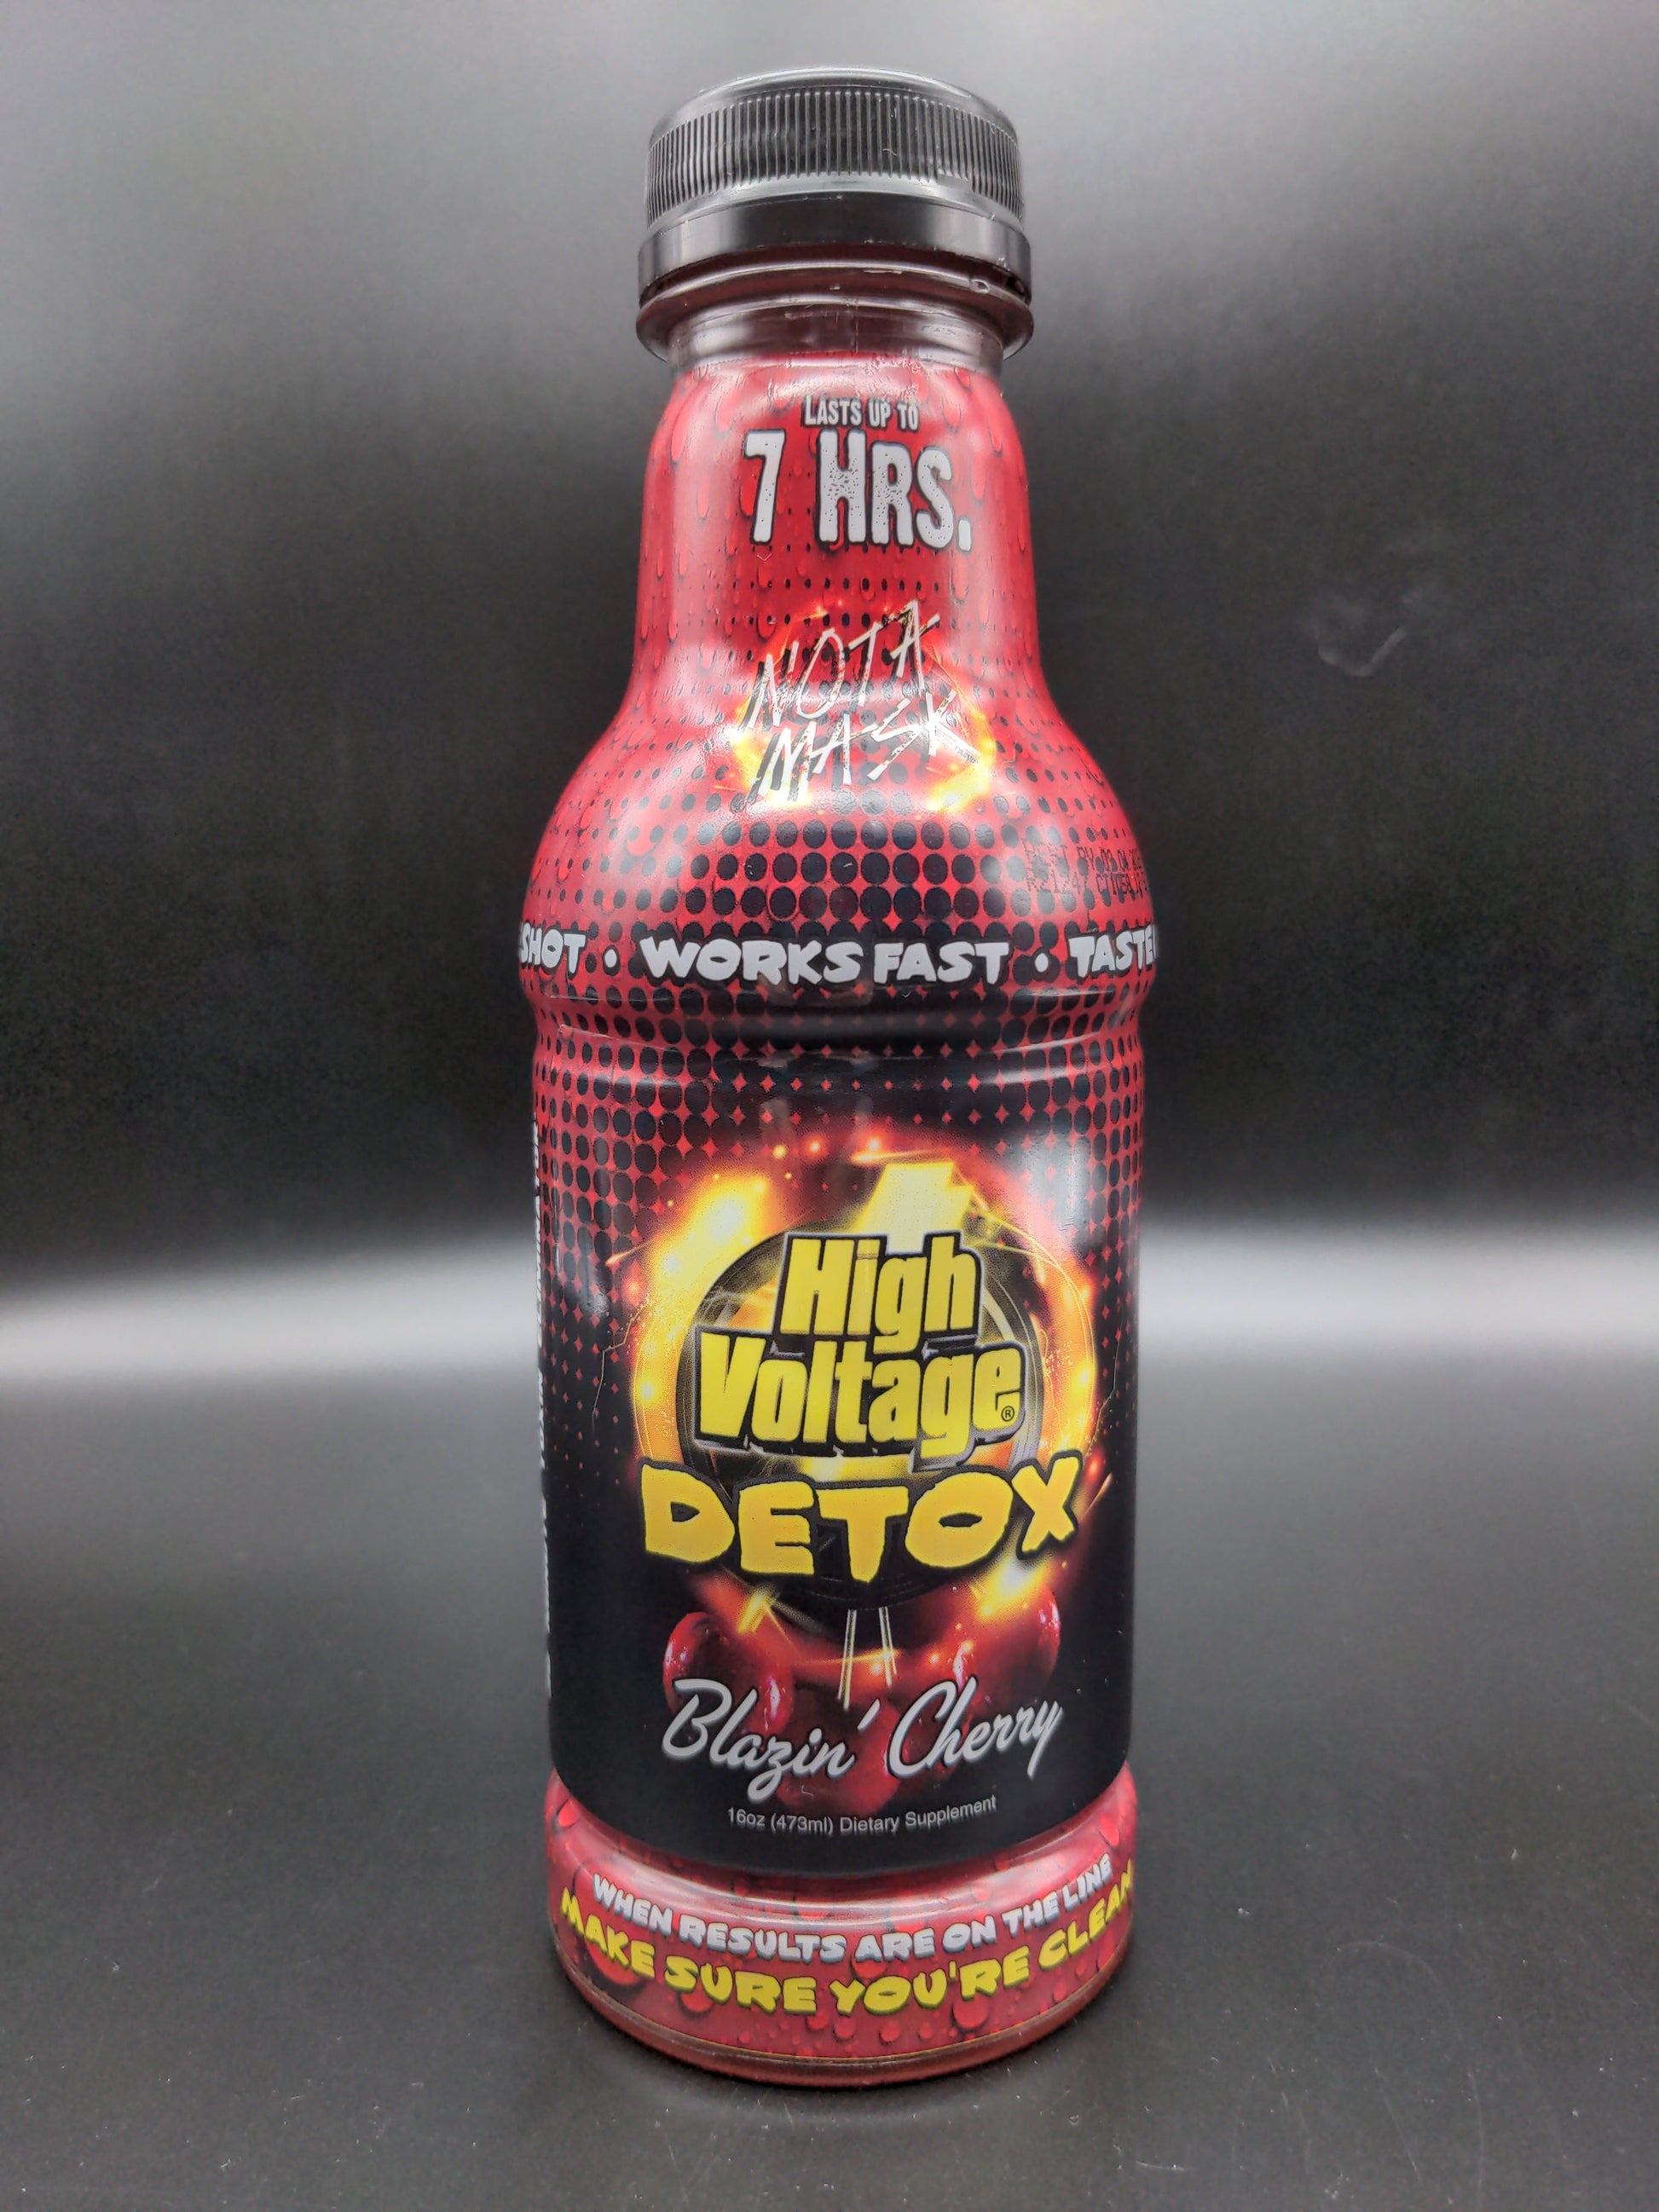 LASTS UP TO
7 HRS.
NOT A
MASK
SHOT • WORKS FAST • TASTE
High
Voltage®
DETOX
Blazin' Cherry
16oz (473ml) Dietary Supplement
WHEN RESULTS ARE ON THE LINE
MAKE SURE YOU'RE CLEAN